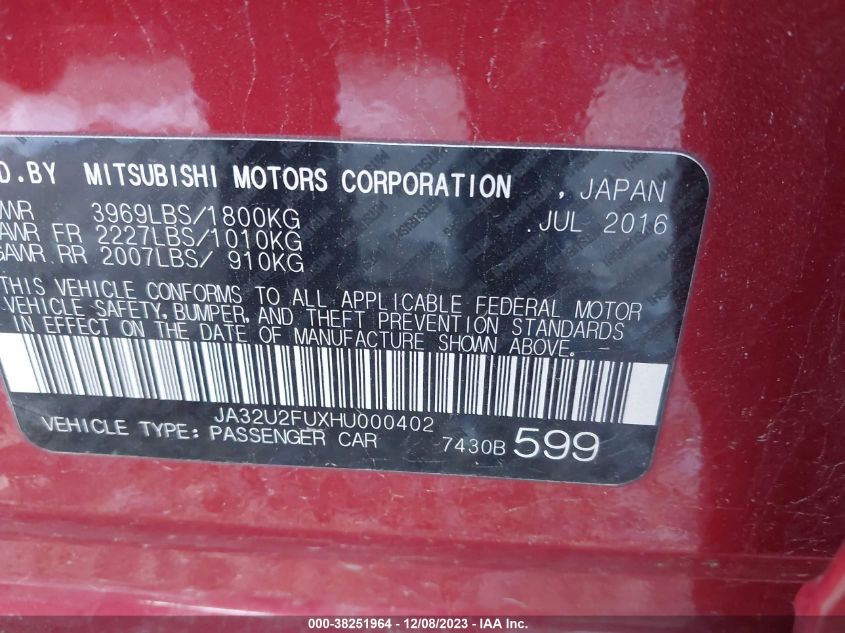 D.BY MITSUBISHI MOTORS CORPORATION , JAPAN
WR 3969LBS/1800KG .JUL 2016
AWR FR 2227LBS/1010KG
GAWR.RR 2007LBS/ 910KG
THIS VEHICLE CONFORMS TO ALL APPLICABLE FEDERAL MOTOR
VEHICLE SAFETY.BUMPER.AND THEFT PREVENTION STANDARDS
IN EFFECT ON THE DATE OF MANUFACTURE SHOWN ABOVE.
JA32U2FUXHU000402
VEHICLE TYPE: PASSENGER CAR 7430B 599
000-38251964 - 12/08/2023 - © IAA Inc.